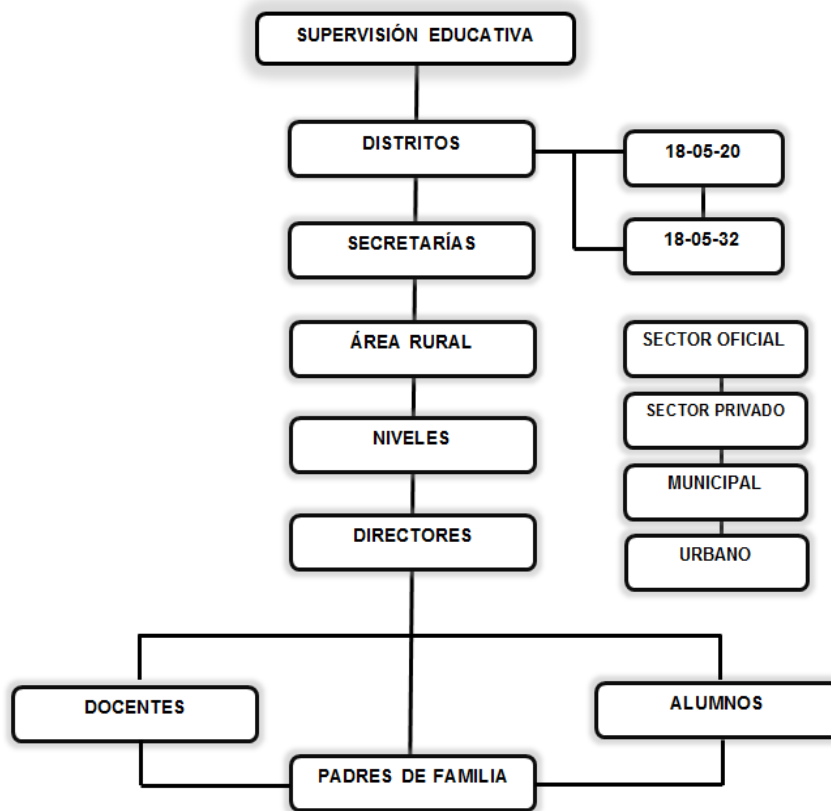 SUPERVISIÓN EDUCATIVA
DISTRITOS
18-05-20
SECRETARÍAS
18-05-32
ÁREA RURAL
SECTOR OFICIAL
SECTOR PRIVADO
NIVELES
MUNICIPAL
DIRECTORES
URBANO
DOCENTES
ALUMNOS
PADRES DE FAMILIA